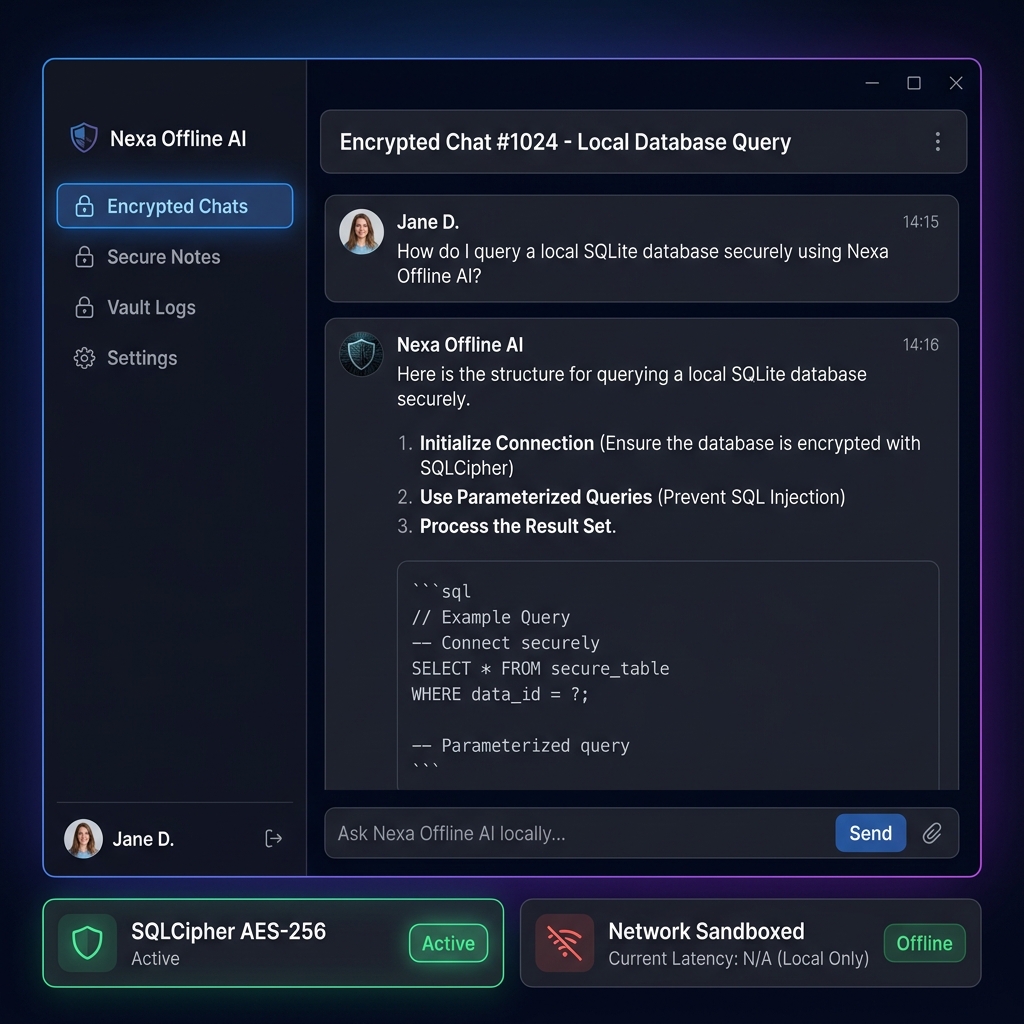 Nexa Offline AI
Encrypted Chats
Secure Notes
Vault Logs
Settings
Jane D.
Encrypted Chat #1024 - Local Database Query
Jane D.
14:15
How do I query a local SQLite database securely using Nexa
Offline AI?
Nexa Offline AI
14:16
Here is the structure for querying a local SQLite database
securely.
1. Initialize Connection (Ensure the database is encrypted with
SQLCipher)
2. Use Parameterized Queries (Prevent SQL Injection)
3. Process the Result Set.
```sql
// Example Query
-- Connect securely
SELECT * FROM secure_table
WHERE data_id = ?;
-- Parameterized query
```
Ask Nexa Offline AI locally...
Send
SQLCipher AES-256
Active
Active
Network Sandboxed
Current Latency: N/A (Local Only)
Offline